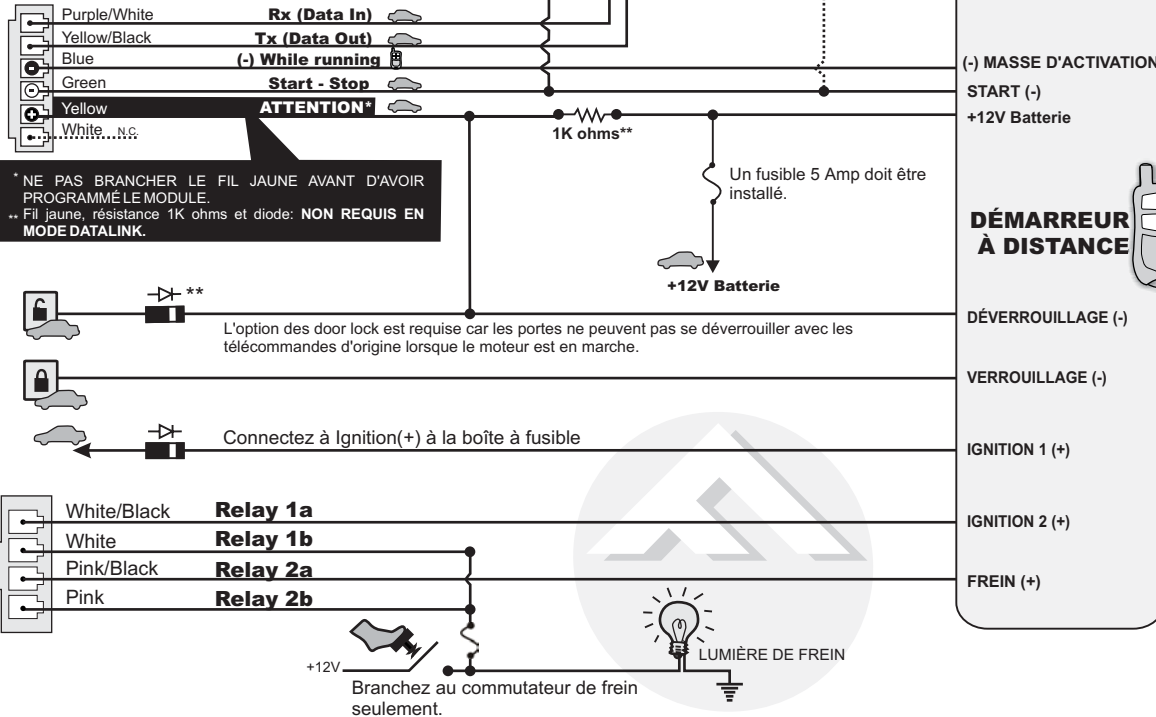 Purple/White Rx (Data In)
Yellow/Black Tx (Data Out)
Blue (-) While running
(-) MASSE D'ACTIVATION
Green Start - Stop
START (-)
Yellow ATTENTION*
+12V Batterie
White N.C.
1K ohms**
* NE PAS BRANCHER LE FIL JAUNE AVANT D'AVOIR
PROGRAMMÉ LE MODULE.
** Fil jaune, résistance 1K ohms et diode: NON REQUIS EN
MODE DATALINK.
Un fusible 5 Amp doit être
installé.
DÉMARREUR
À DISTANCE
+12V Batterie
**
L'option des door lock est requise car les portes ne peuvent pas se déverrouiller avec les
télécommandes d'origine lorsque le moteur est en marche.
DÉVERROUILLAGE (-)
VERROUILLAGE (-)
Connectez à Ignition(+) à la boîte à fusible
IGNITION 1 (+)
White/Black Relay 1a
IGNITION 2 (+)
White Relay 1b
Pink/Black Relay 2a
FREIN (+)
Pink Relay 2b
+12V
LUMIÈRE DE FREIN
Branchez au commutateur de frein
seulement.